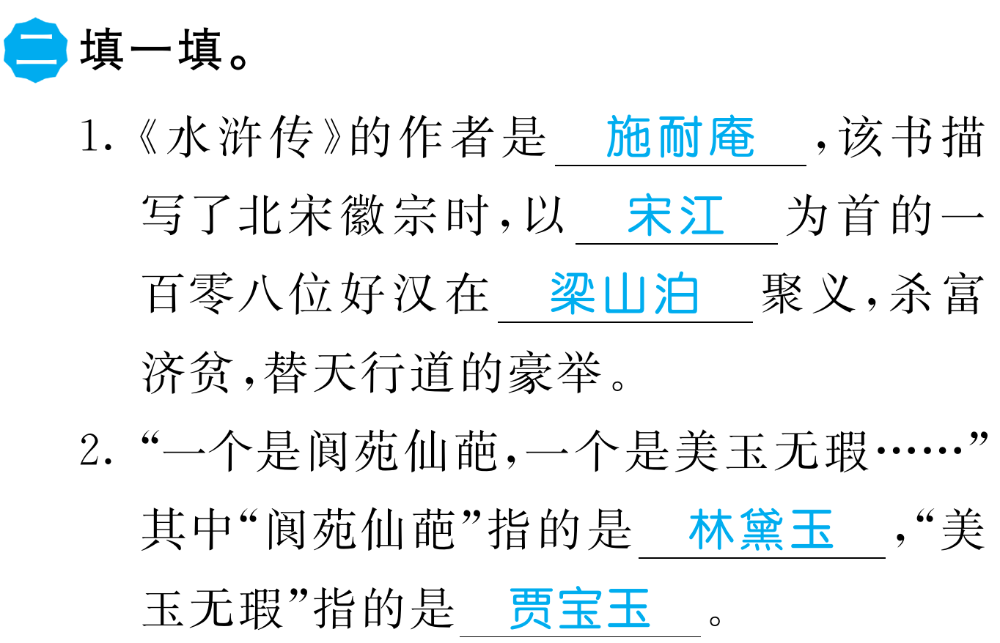 二 填一填。
1.《水浒传》的作者是 施耐庵 ,该书描
写了北宋徽宗时,以 宋江 为首的一
百零八位好汉在 梁山泊 聚义,杀富
济贫,替天行道的豪举。
2.“一个是阆苑仙葩,一个是美玉无瑕……”
其中“阆苑仙葩”指的是 林黛玉 ,“美
玉无瑕”指的是 贾宝玉 。